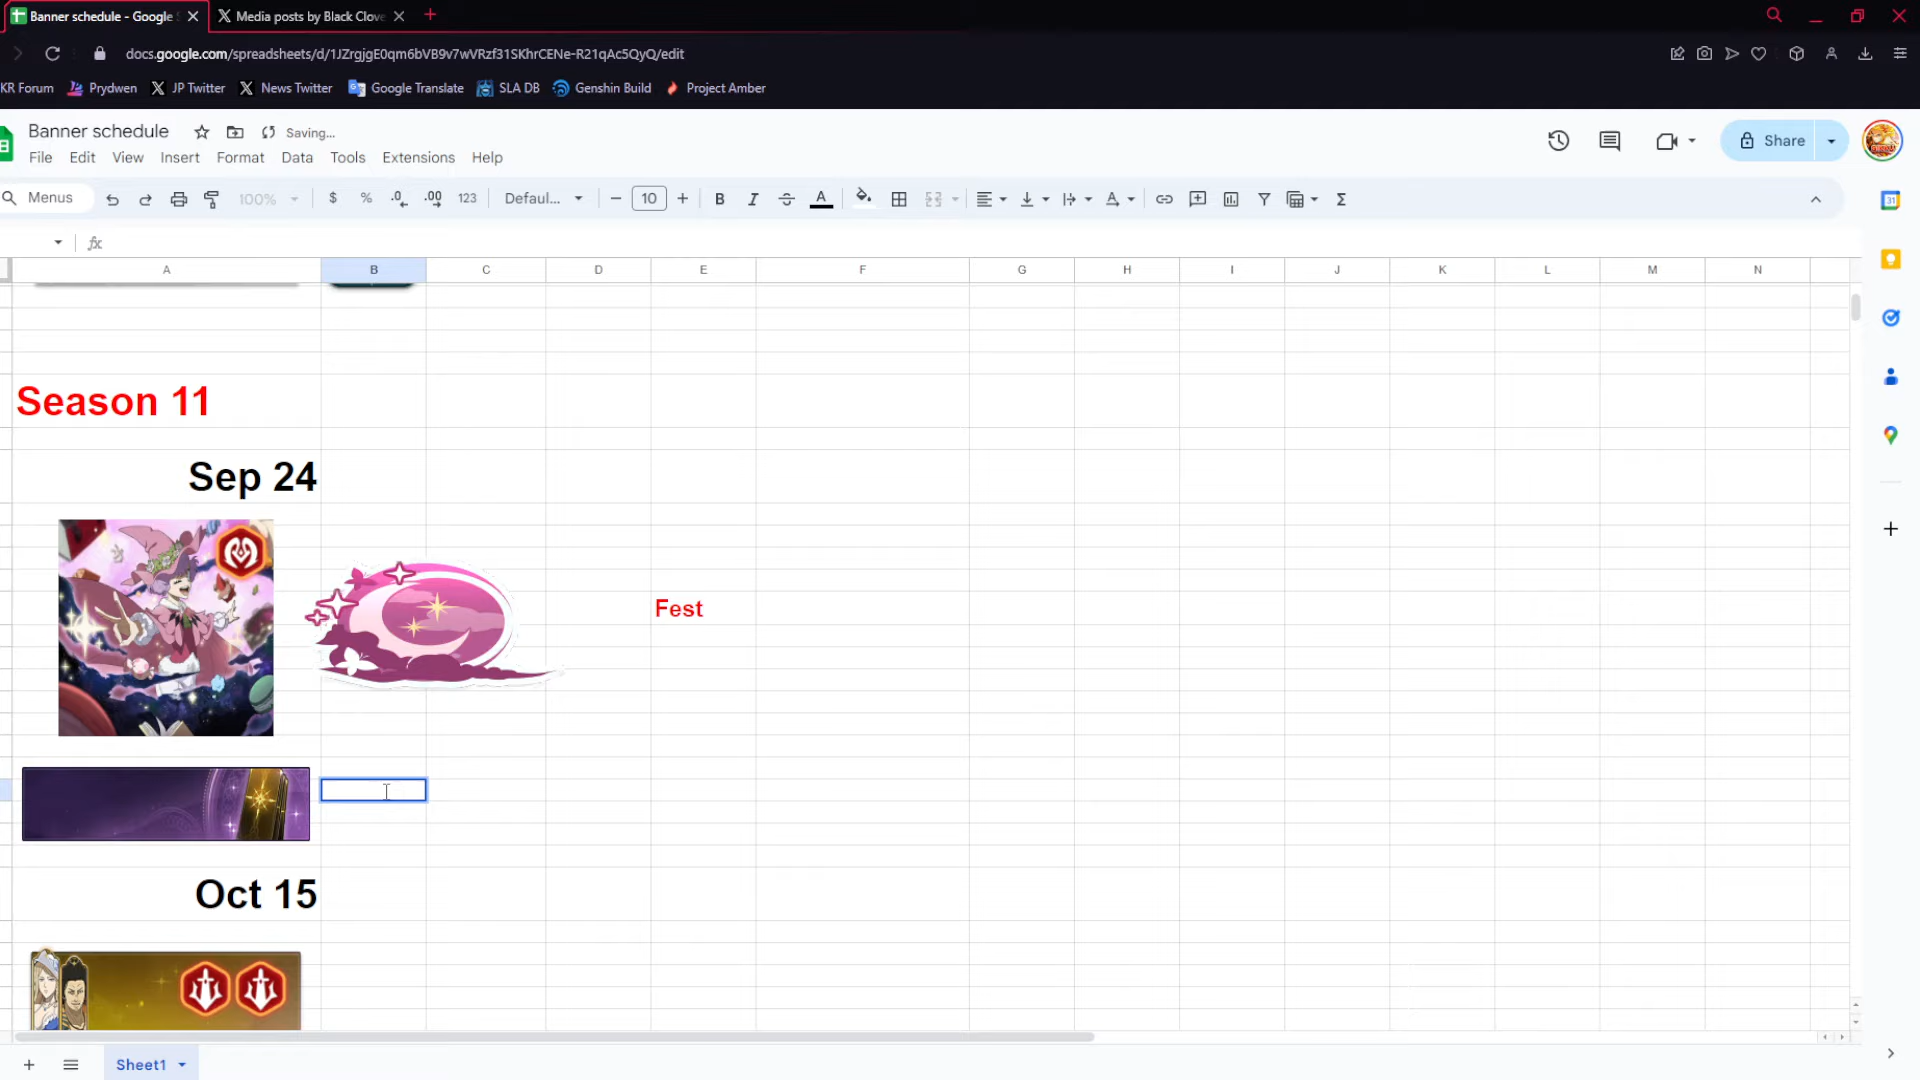 Banner schedule - Google S
Media posts by Black Clove
docs.google.com/spreadsheets/d/1JZrgjgE0qm6bVB9v7wVRzf31SKhrCENe-R21qAc5QyQ/edit
KR Forum Prydwen JP Twitter News Twitter Google Translate SLA DB Genshin Build Project Amber
Banner schedule Saving...
File Edit View Insert Format Data Tools Extensions Help
Share
Menus 100% $ % .0 .00 123 Defaul... 10 B I S A
fx
31
A B C D E F G H I J K L M N
Season 11
Sep 24
Fest
Oct 15
Sheet1